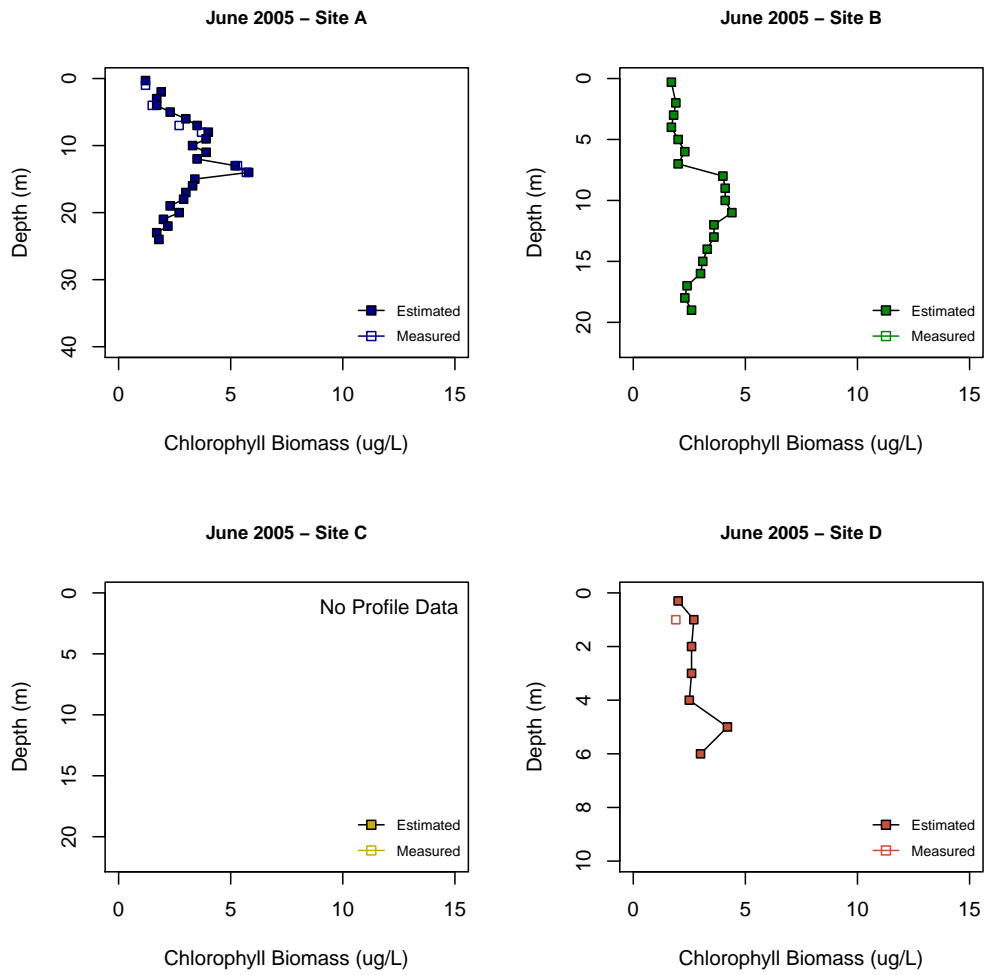 June 2005 – Site A
0
10
20
30
40
Depth (m)
Estimated
Measured
0 5 10 15
Chlorophyll Biomass (ug/L)
June 2005 – Site B
0
5
10
15
20
Depth (m)
Estimated
Measured
0 5 10 15
Chlorophyll Biomass (ug/L)
June 2005 – Site C
No Profile Data
0
5
10
15
20
Depth (m)
Estimated
Measured
0 5 10 15
Chlorophyll Biomass (ug/L)
June 2005 – Site D
0
2
4
6
8
10
Depth (m)
Estimated
Measured
0 5 10 15
Chlorophyll Biomass (ug/L)